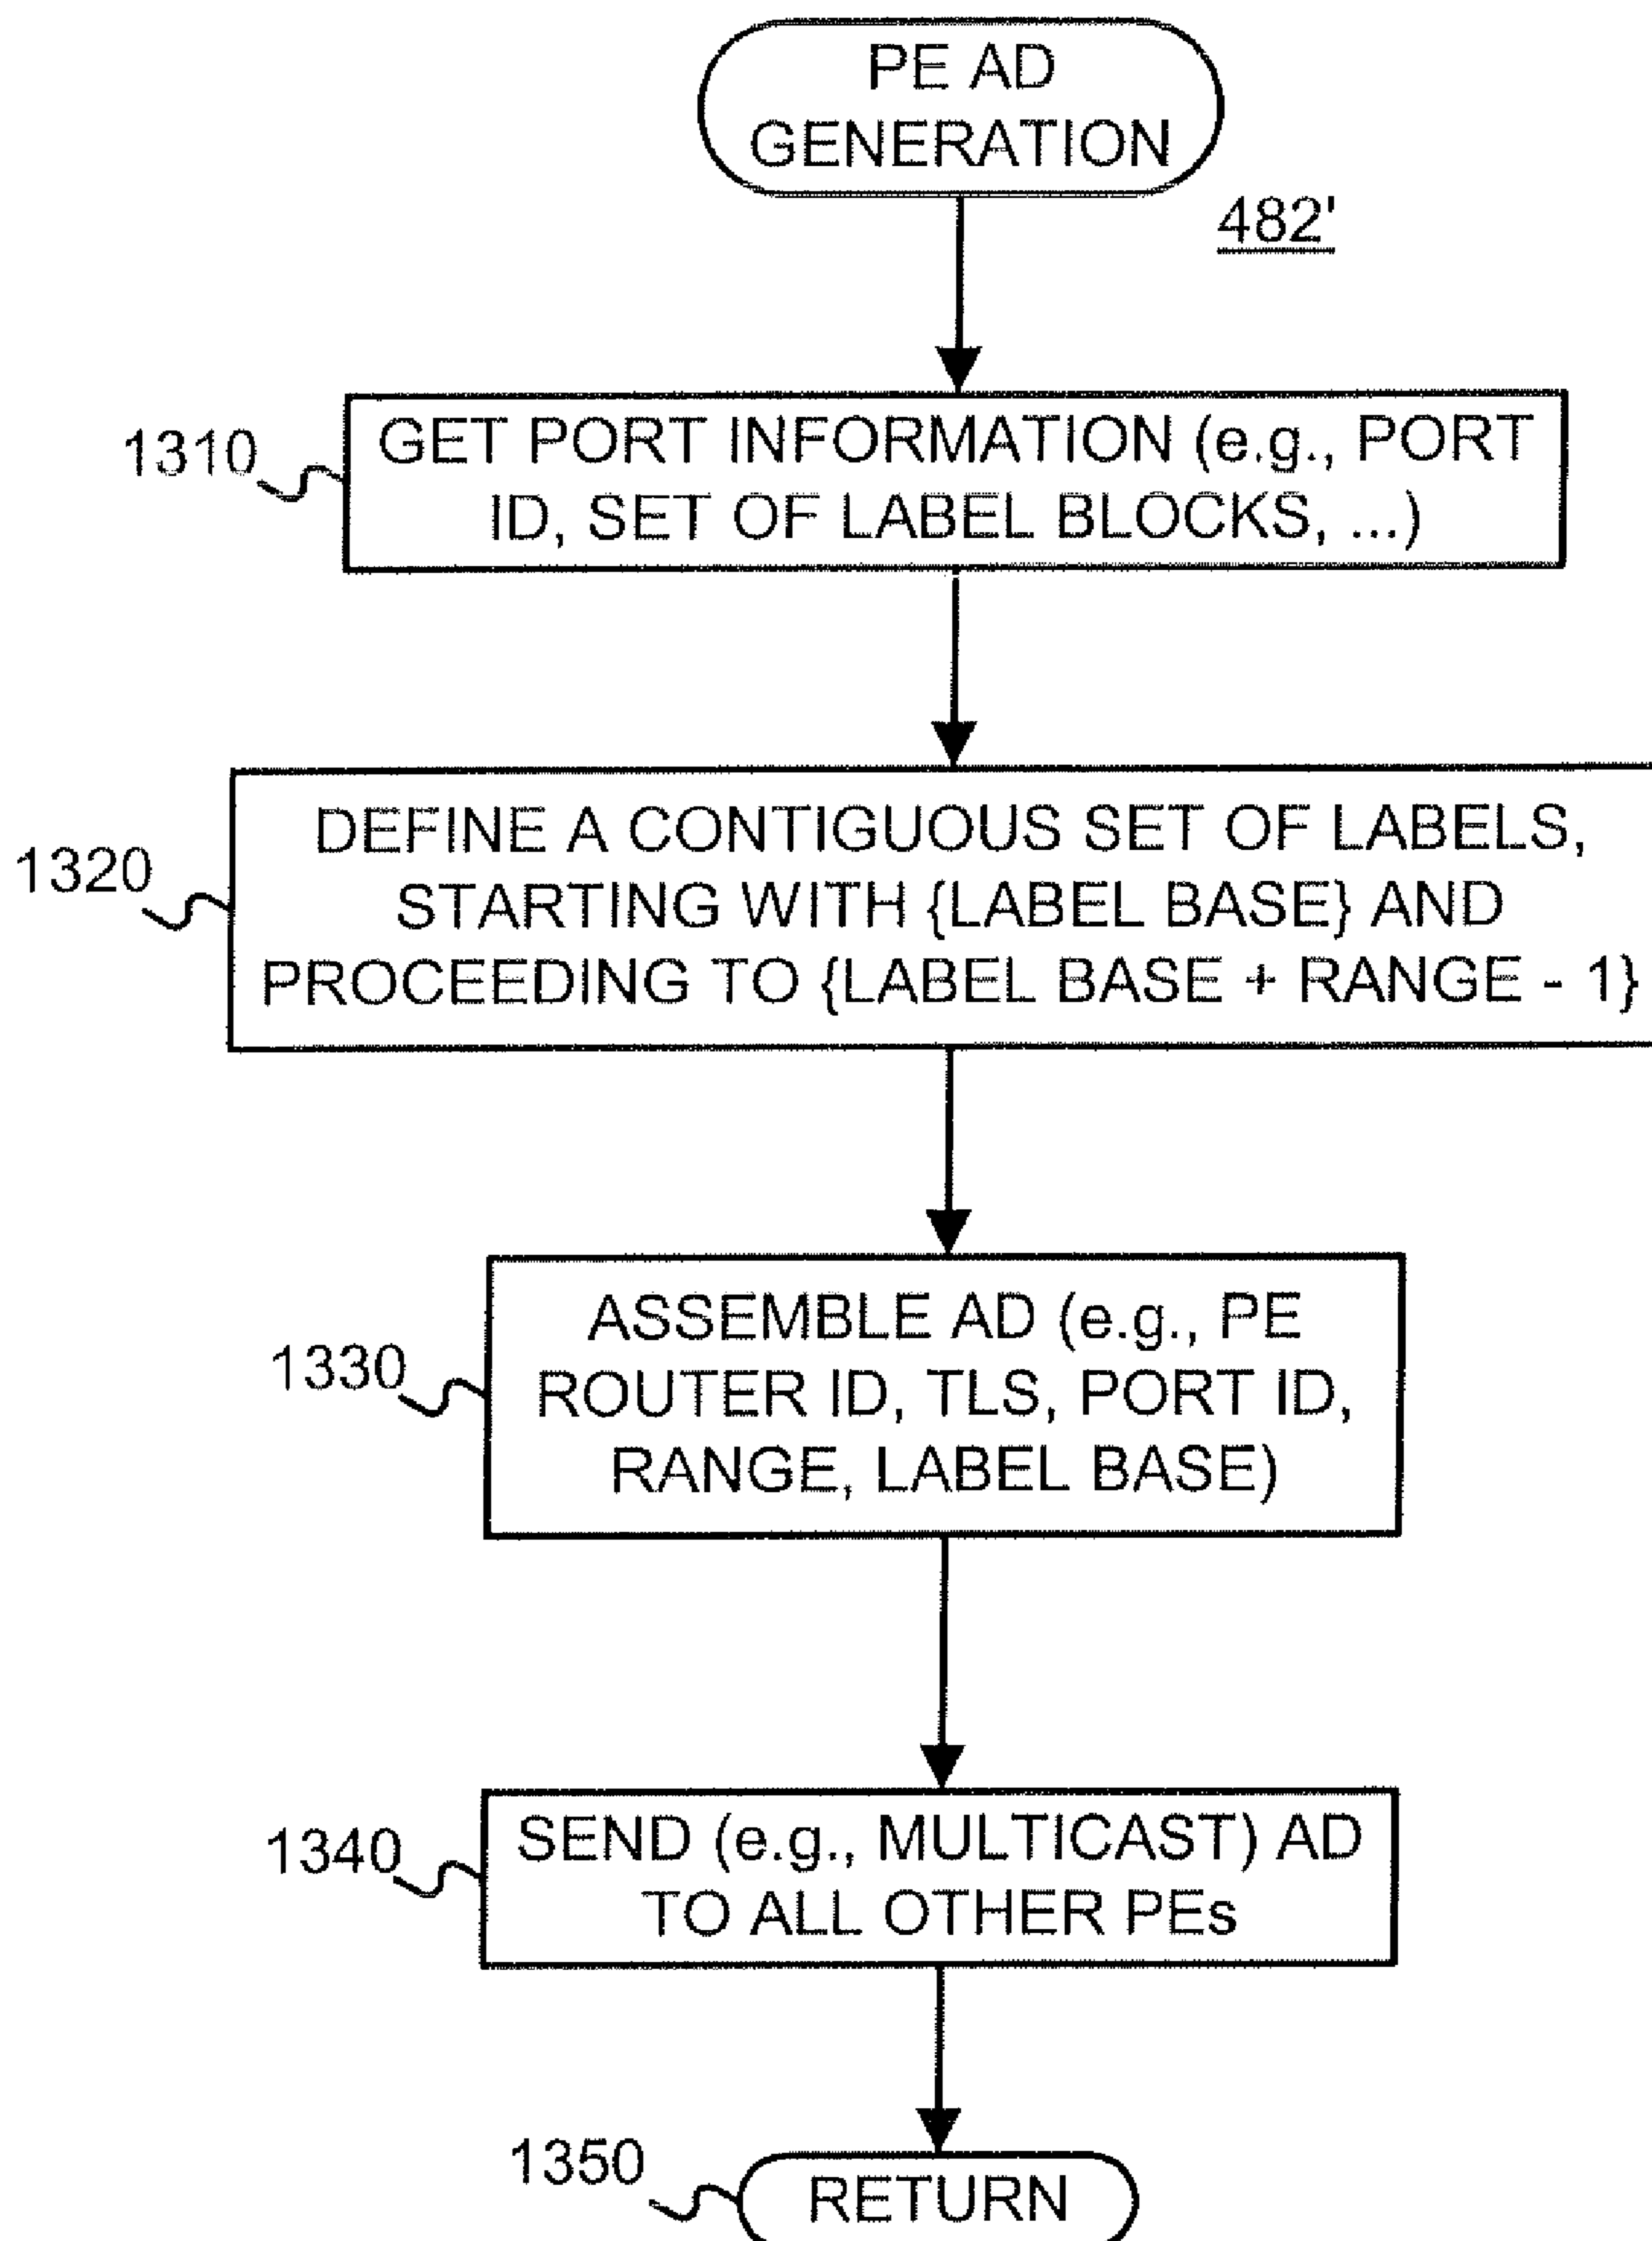 PE AD
GENERATION
482'
1310
GET PORT INFORMATION (e.g., PORT
ID, SET OF LABEL BLOCKS, ...)
1320
DEFINE A CONTIGUOUS SET OF LABELS,
STARTING WITH {LABEL BASE} AND
PROCEEDING TO {LABEL BASE + RANGE - 1}
1330
ASSEMBLE AD (e.g., PE
ROUTER ID, TLS, PORT ID,
RANGE, LABEL BASE)
1340
SEND (e.g., MULTICAST) AD
TO ALL OTHER PEs
1350
RETURN